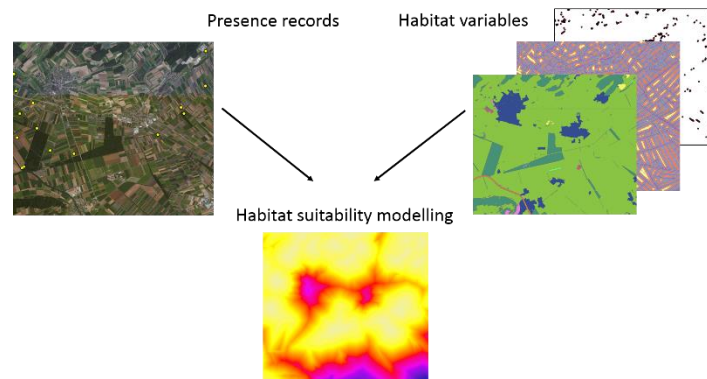 Presence records
Habitat variables
Habitat suitability modelling